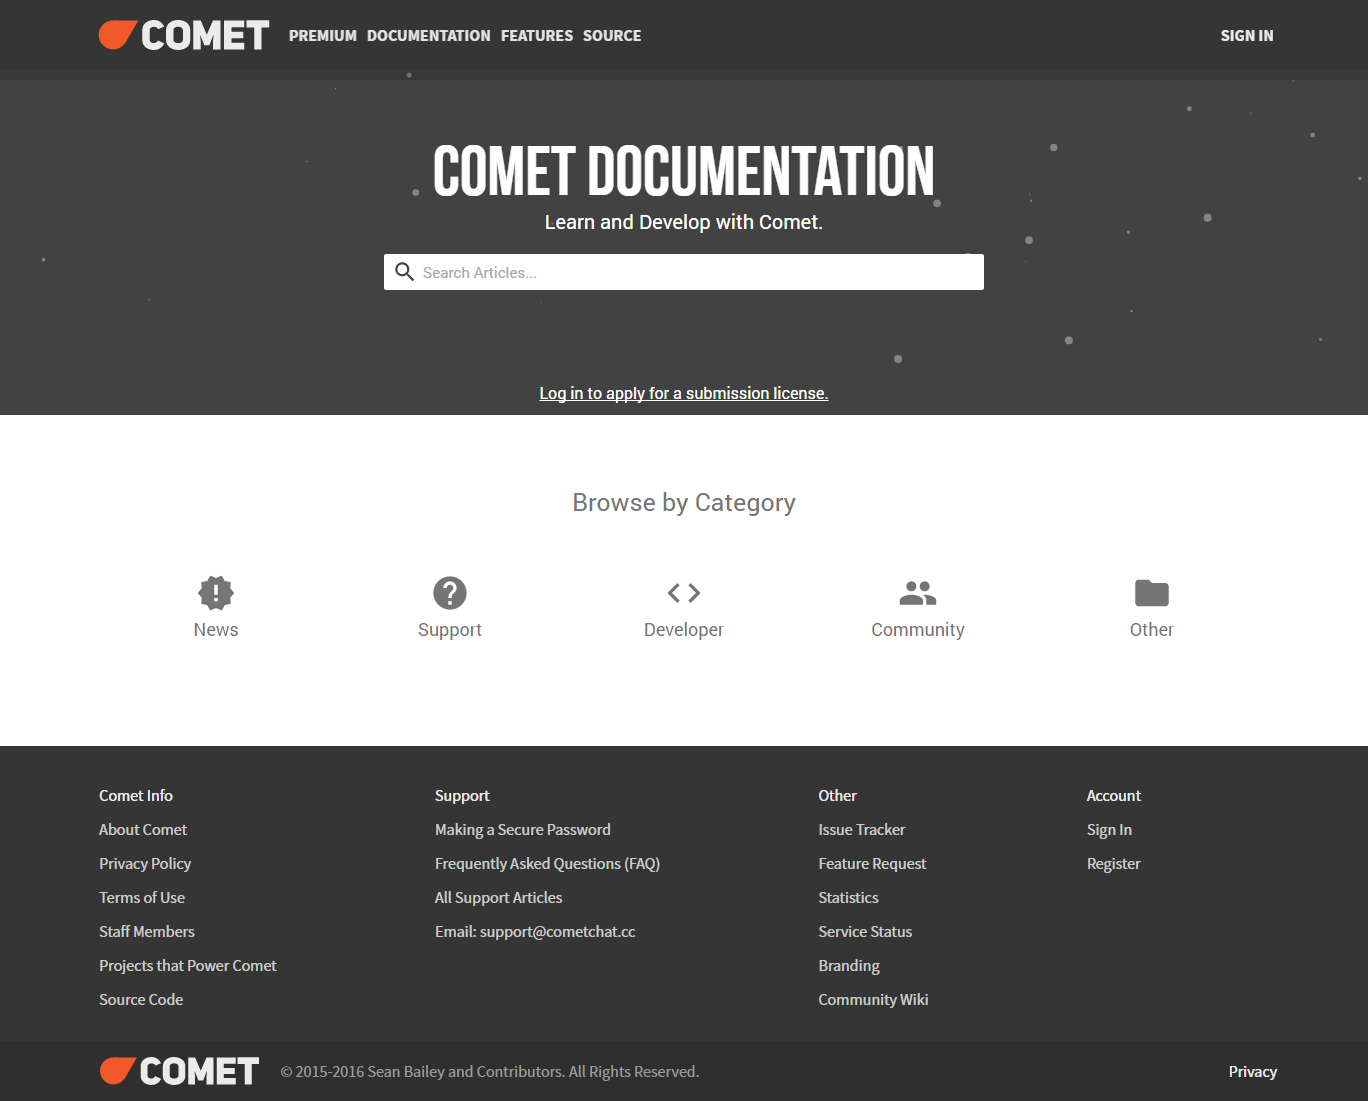 COMET PREMIUM DOCUMENTATION FEATURES SOURCE SIGN IN
COMET DOCUMENTATION
Learn and Develop with Comet.
Search Articles...
Log in to apply for a submission license.
Browse by Category
News Support Developer Community Other
Comet Info
About Comet
Privacy Policy
Terms of Use
Staff Members
Projects that Power Comet
Source Code
Support
Making a Secure Password
Frequently Asked Questions (FAQ)
All Support Articles
Email: support@cometchat.cc
Other
Issue Tracker
Feature Request
Statistics
Service Status
Branding
Community Wiki
Account
Sign In
Register
COMET © 2015-2016 Sean Bailey and Contributors. All Rights Reserved. Privacy